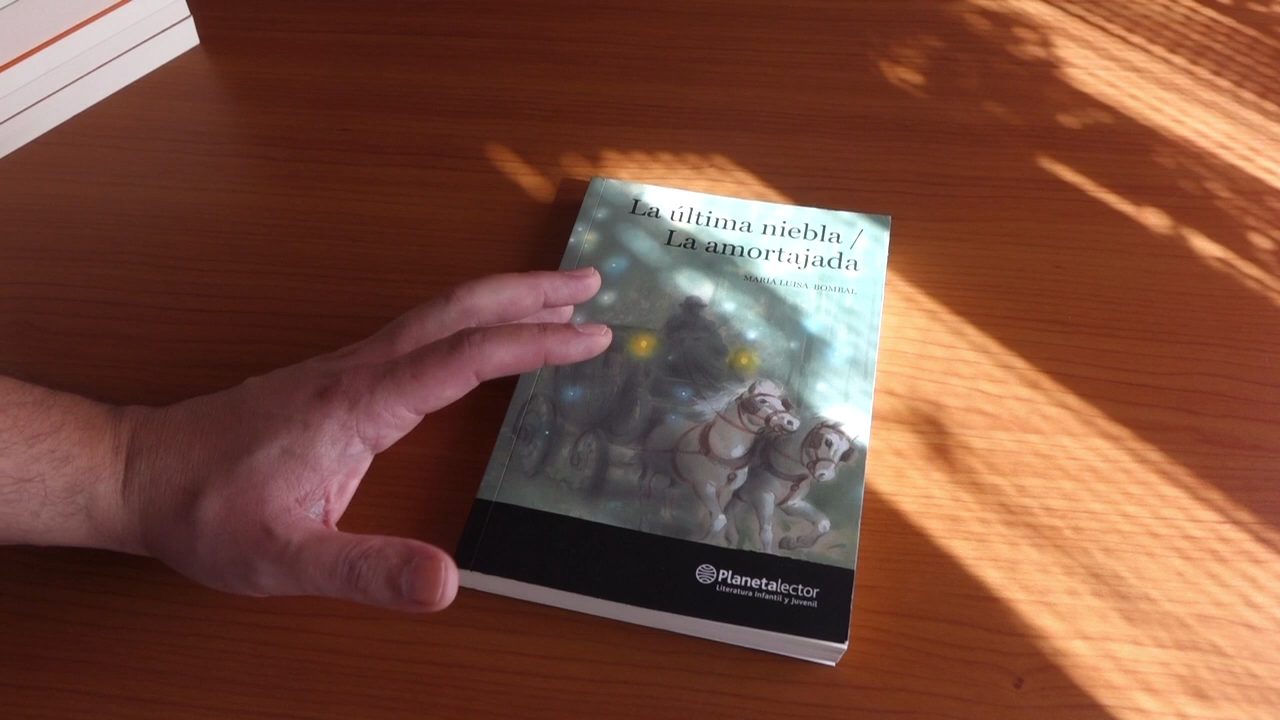 La última niebla /
La amortajada
MARÍA LUISA BOMBAL
Planetalector
Literatura Infantil y Juvenil